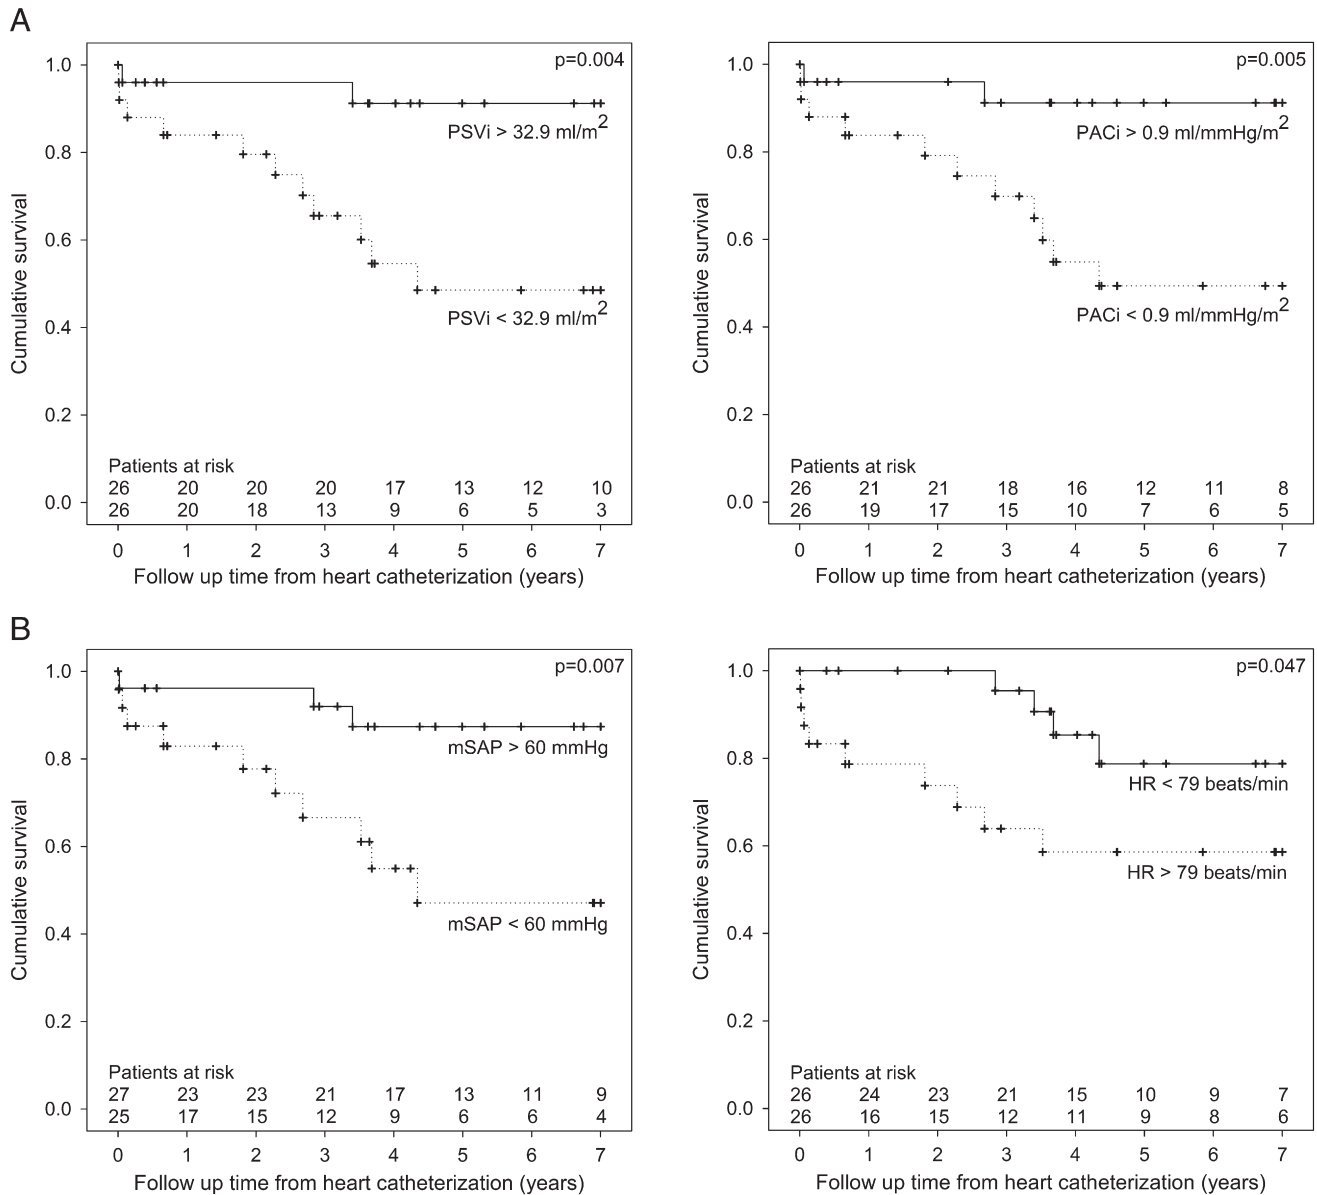 A
p=0.004
1.0
0.8
0.6
0.4
0.2
0.0
Cumulative survival
PSVi > 32.9 ml/m2
PSVi < 32.9 ml/m2
Patients at risk
26 20 20 20 17 13 12 10
26 20 18 13 9 6 5 3
0 1 2 3 4 5 6 7
Follow up time from heart catheterization (years)
p=0.005
1.0
0.8
0.6
0.4
0.2
0.0
Cumulative survival
PACi > 0.9 ml/mmHg/m2
PACi < 0.9 ml/mmHg/m2
Patients at risk
26 21 21 18 16 12 11 8
26 19 17 15 10 7 6 5
0 1 2 3 4 5 6 7
Follow up time from heart catheterization (years)
B
p=0.007
1.0
0.8
0.6
0.4
0.2
0.0
Cumulative survival
mSAP > 60 mmHg
mSAP < 60 mmHg
Patients at risk
27 23 23 21 17 13 11 9
25 17 15 12 9 6 6 4
0 1 2 3 4 5 6 7
Follow up time from heart catheterization (years)
p=0.047
1.0
0.8
0.6
0.4
0.2
0.0
Cumulative survival
HR < 79 beats/min
HR > 79 beats/min
Patients at risk
26 24 23 21 15 10 9 7
26 16 15 12 11 9 8 6
0 1 2 3 4 5 6 7
Follow up time from heart catheterization (years)